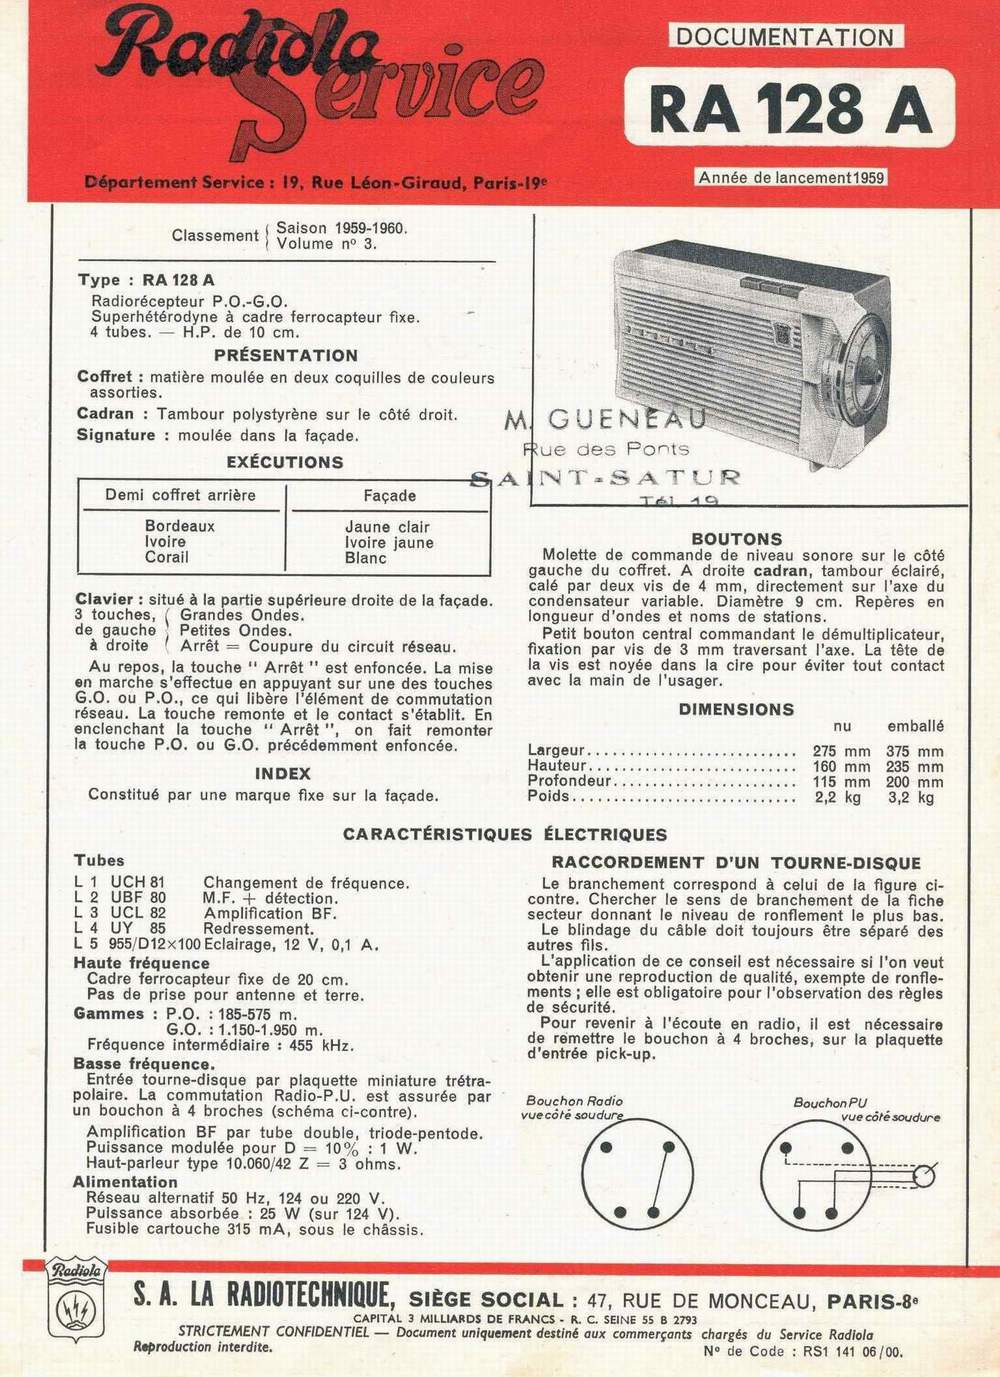 Radiola
Service
Département Service : 19, Rue Léon-Giraud, Paris-19e
DOCUMENTATION
RA 128 A
Année de lancement 1959
Classement { Saison 1959-1960.
Volume nº 3.
Type : RA 128 A
Radiorécepteur P.O.-G.O.
Superhétérodyne à cadre ferrocapteur fixe.
4 tubes. — H.P. de 10 cm.
PRÉSENTATION
Coffret : matière moulée en deux coquilles de couleurs
assorties.
Cadran : Tambour polystyrène sur le côté droit.
Signature : moulée dans la façade.
EXÉCUTIONS
Demi coffret arrière Façade
Bordeaux Jaune clair
Ivoire Ivoire jaune
Corail Blanc
Clavier : situé à la partie supérieure droite de la façade.
3 touches, ( Grandes Ondes.
de gauche { Petites Ondes.
à droite ( Arrêt = Coupure du circuit réseau.
Au repos, la touche " Arrêt " est enfoncée. La mise
en marche s'effectue en appuyant sur une des touches
G.O. ou P.O., ce qui libère l'élément de commutation
réseau. La touche remonte et le contact s'établit. En
enclenchant la touche " Arrêt ", on fait remonter
la touche P.O. ou G.O. précédemment enfoncée.
INDEX
Constitué par une marque fixe sur la façade.
M. GUENEAU
Rue des Ponts
SAINT-SATUR
Tél 19
BOUTONS
Molette de commande de niveau sonore sur le côté
gauche du coffret. A droite cadran, tambour éclairé,
calé par deux vis de 4 mm, directement sur l'axe du
condensateur variable. Diamètre 9 cm. Repères en
longueur d'ondes et noms de stations.
Petit bouton central commandant le démultiplicateur,
fixation par vis de 3 mm traversant l'axe. La tête de
la vis est noyée dans la cire pour éviter tout contact
avec la main de l'usager.
DIMENSIONS
nu emballé
Largeur.......................... 275 mm 375 mm
Hauteur.......................... 160 mm 235 mm
Profondeur....................... 115 mm 200 mm
Poids............................ 2,2 kg 3,2 kg
CARACTÉRISTIQUES ÉLECTRIQUES
Tubes
L 1 UCH 81 Changement de fréquence.
L 2 UBF 80 M.F. + détection.
L 3 UCL 82 Amplification BF.
L 4 UY 85 Redressement.
L 5 955/D12×100 Eclairage, 12 V, 0,1 A.
Haute fréquence
Cadre ferrocapteur fixe de 20 cm.
Pas de prise pour antenne et terre.
Gammes : P.O. : 185-575 m.
G.O. : 1.150-1.950 m.
Fréquence intermédiaire : 455 kHz.
Basse fréquence.
Entrée tourne-disque par plaquette miniature trétra-
polaire. La commutation Radio-P.U. est assurée par
un bouchon à 4 broches (schéma ci-contre).
Amplification BF par tube double, triode-pentode.
Puissance modulée pour D = 10% : 1 W.
Haut-parleur type 10.060/42 Z = 3 ohms.
Alimentation
Réseau alternatif 50 Hz, 124 ou 220 V.
Puissance absorbée : 25 W (sur 124 V).
Fusible cartouche 315 mA, sous le châssis.
RACCORDEMENT D'UN TOURNE-DISQUE
Le branchement correspond à celui de la figure ci-
contre. Chercher le sens de branchement de la fiche
secteur donnant le niveau de ronflement le plus bas.
Le blindage du câble doit toujours être séparé des
autres fils.
L'application de ce conseil est nécessaire si l'on veut
obtenir une reproduction de qualité, exempte de ronfle-
ments ; elle est obligatoire pour l'observation des règles
de sécurité.
Pour revenir à l'écoute en radio, il est nécessaire
de remettre le bouchon à 4 broches, sur la plaquette
d'entrée pick-up.
Bouchon Radio
vue côté soudure
Bouchon PU
vue côté soudure
Radiola
S. A. LA RADIOTECHNIQUE, SIÈGE SOCIAL : 47, RUE DE MONCEAU, PARIS-8e
CAPITAL 3 MILLIARDS DE FRANCS - R. C. SEINE 55 B 2793
STRICTEMENT CONFIDENTIEL — Document uniquement destiné aux commerçants chargés du Service Radiola
Reproduction interdite.
Nº de Code : RS1 141 06/00.